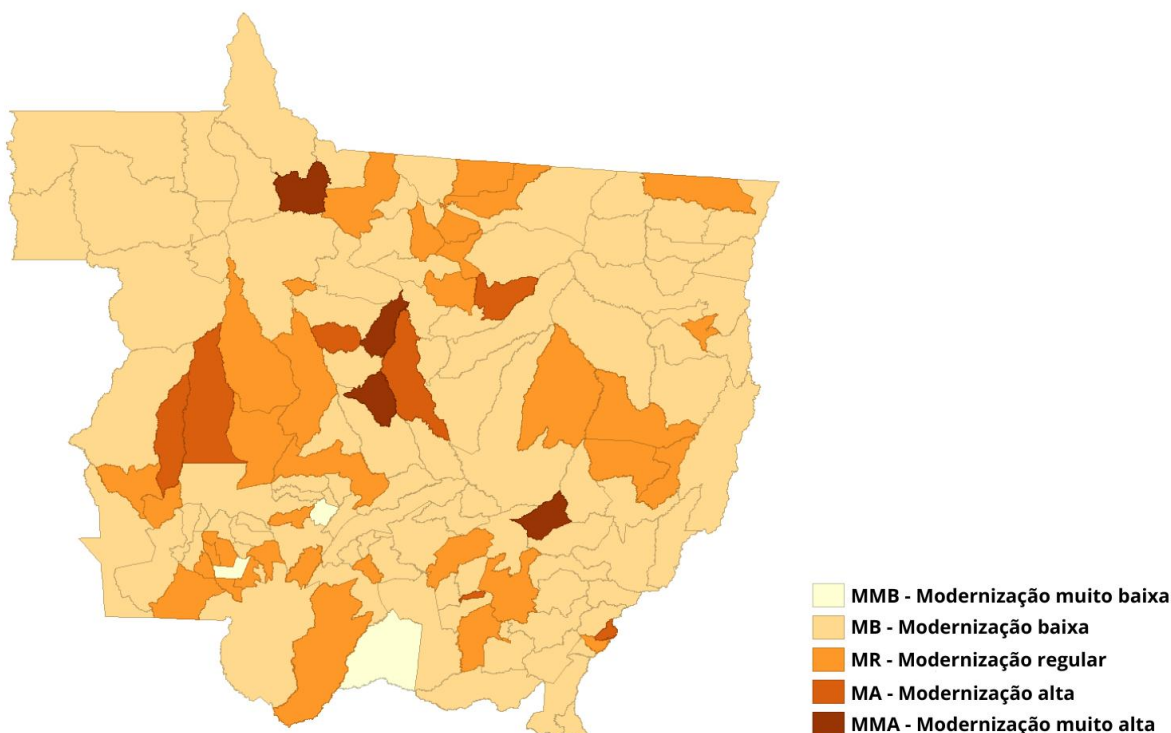 MMB - Modernização muito baixa
MB - Modernização baixa
MR - Modernização regular
MA - Modernização alta
MMA - Modernização muito alta